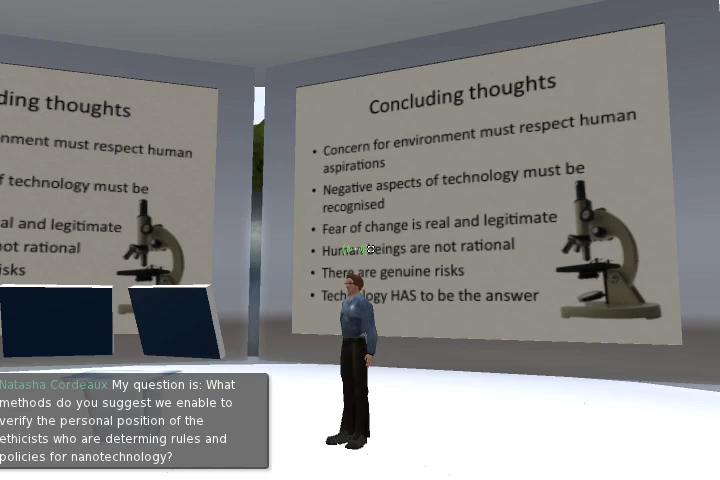 ding thoughts
nment must respect human
f technology must be
al and legitimate
not rational
isks
Concluding thoughts
• Concern for environment must respect human
aspirations
• Negative aspects of technology must be
recognised
• Fear of change is real and legitimate
• Human beings are not rational
• There are genuine risks
• Technology HAS to be the answer
Natasha Cordeaux My question is: What
methods do you suggest we enable to
verify the personal position of the
ethicists who are determing rules and
policies for nanotechnology?